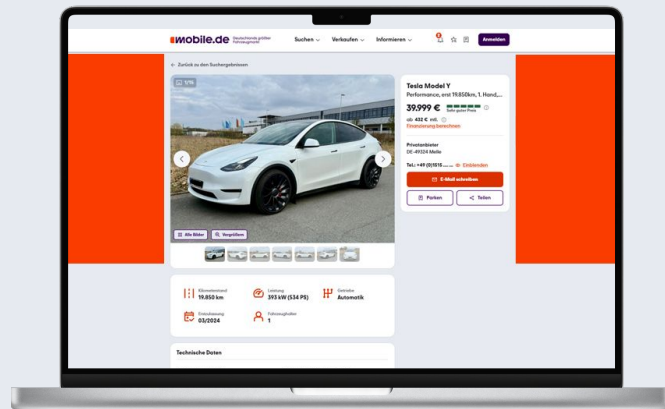 mobile.de Deutschlands größter
Fahrzeugmarkt
Suchen Verkaufen Informieren Anmelden
← Zurück zu den Suchergebnissen
1/15
Tesla Model Y
Performance, erst 19.850km, 1. Hand,...
39.999 € Sehr guter Preis
ab 432 € mtl.
Finanzierung berechnen
Privatanbieter
DE-49324 Melle
Tel.: +49 (0)1515 ... ... Einblenden
E-Mail schreiben
Parken Teilen
Alle Bilder Vergrößern
Kilometerstand
19.850 km
Leistung
393 kW (534 PS)
Getriebe
Automatik
Erstzulassung
03/2024
Fahrzeughalter
1
Technische Daten